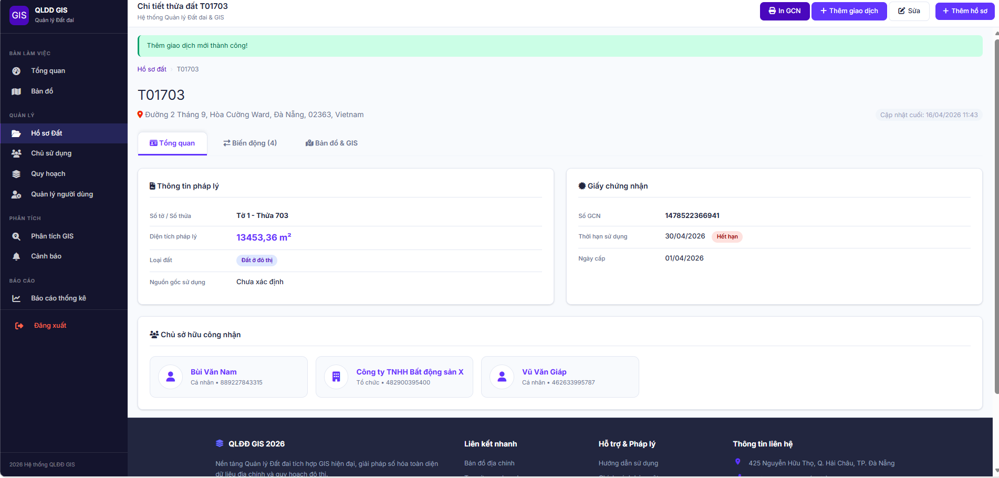 GIS
QLDD GIS
Quản lý Đất đai
BÀN LÀM VIỆC
Tổng quan
Bản đồ
QUẢN LÝ
Hồ sơ Đất
Chủ sử dụng
Quy hoạch
Quản lý người dùng
PHÂN TÍCH
Phân tích GIS
Cảnh báo
BÁO CÁO
Báo cáo thống kê
Đăng xuất
2026 Hệ thống QLĐĐ GIS
Chi tiết thửa đất T01703
Hệ thống Quản lý Đất đai & GIS
In GCN
+ Thêm giao dịch
Sửa
+ Thêm hồ sơ
Thêm giao dịch mới thành công!
Hồ sơ đất › T01703
T01703
Đường 2 Tháng 9, Hòa Cường Ward, Đà Nẵng, 02363, Vietnam
Cập nhật cuối: 16/04/2026 11:43
Tổng quan
Biến động (4)
Bản đồ & GIS
Thông tin pháp lý
Số tờ / Số thửa Tờ 1 - Thửa 703
Diện tích pháp lý 13453,36 m²
Loại đất Đất ở đô thị
Nguồn gốc sử dụng Chưa xác định
Giấy chứng nhận
Số GCN 1478522366941
Thời hạn sử dụng 30/04/2026 Hết hạn
Ngày cấp 01/04/2026
Chủ sở hữu công nhận
Bùi Văn Nam
Cá nhân • 889227843315
Công ty TNHH Bất động sản X
Tổ chức • 482900395400
Vũ Văn Giáp
Cá nhân • 462633995787
QLĐĐ GIS 2026
Nền tảng Quản lý Đất đai tích hợp GIS hiện đại, giải pháp số hóa toàn diện
dữ liệu địa chính và quy hoạch đô thị.
Liên kết nhanh
Bản đồ địa chính
Hỗ trợ & Pháp lý
Hướng dẫn sử dụng
Thông tin liên hệ
425 Nguyễn Hữu Thọ, Q. Hải Châu, TP. Đà Nẵng